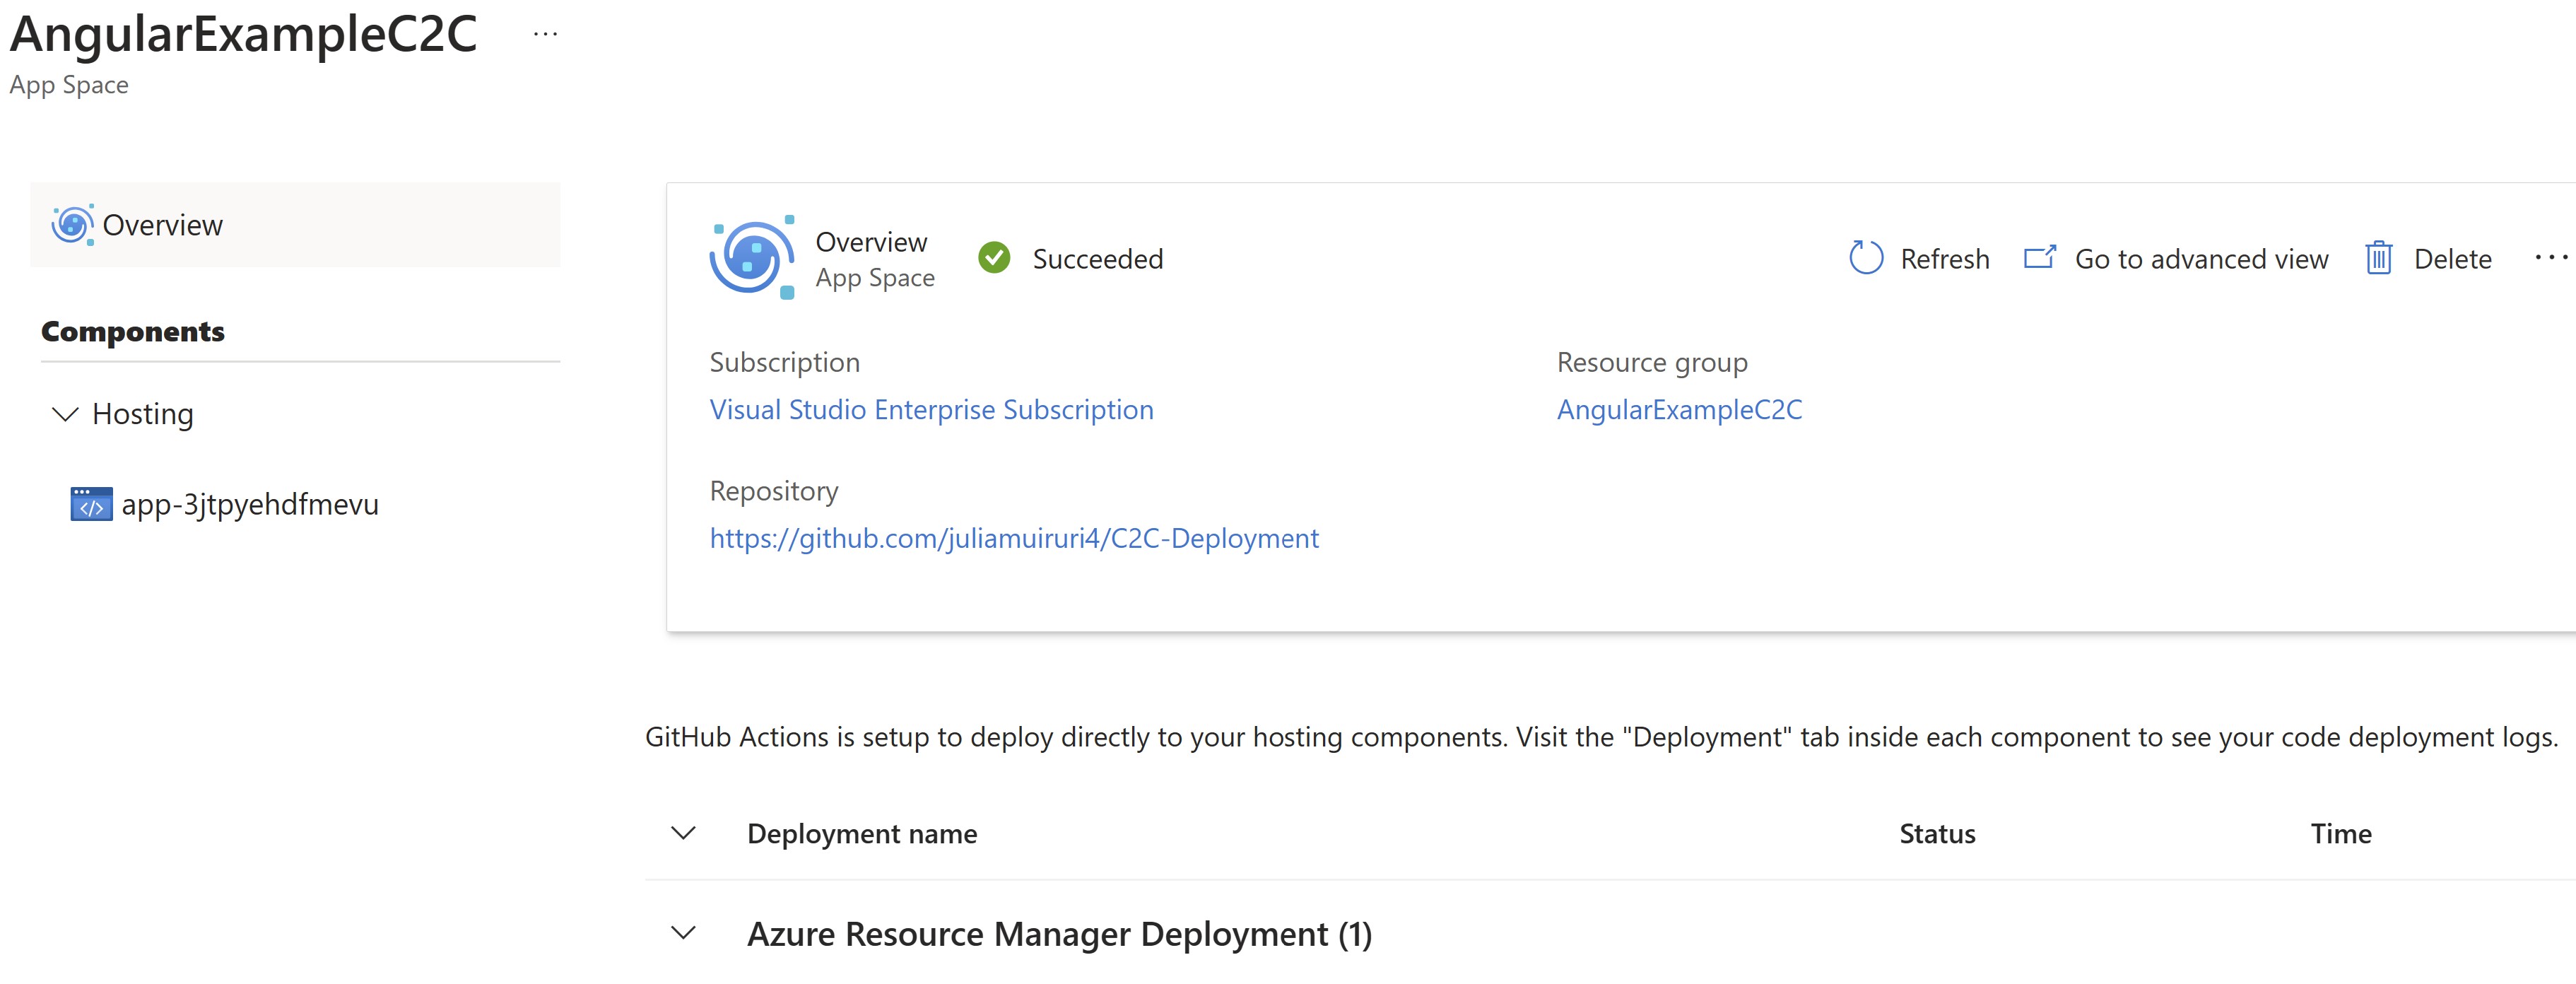 AngularExampleC2C ...
App Space
Overview
Components
Hosting
app-3jtpyehdfmevu
Overview
App Space
Succeeded
Refresh
Go to advanced view
Delete
...
Subscription
Visual Studio Enterprise Subscription
Resource group
AngularExampleC2C
Repository
https://github.com/juliamuiruri4/C2C-Deployment
GitHub Actions is setup to deploy directly to your hosting components. Visit the "Deployment" tab inside each component to see your code deployment logs.
Deployment name Status Time
Azure Resource Manager Deployment (1)